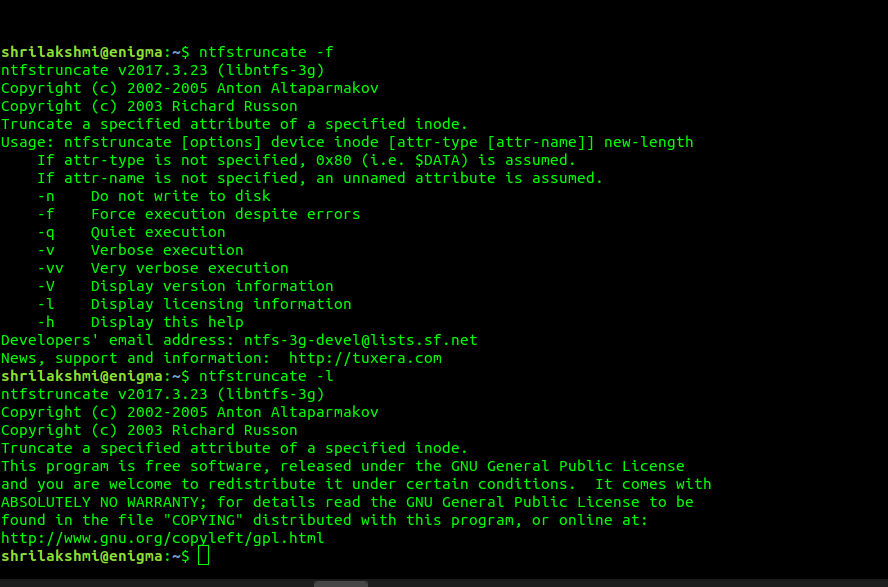 shrilakshmi@enigma:~$ ntfstruncate -f
ntfstruncate v2017.3.23 (libntfs-3g)
Copyright (c) 2002-2005 Anton Altaparmakov
Copyright (c) 2003 Richard Russon
Truncate a specified attribute of a specified inode.
Usage: ntfstruncate [options] device inode [attr-type [attr-name]] new-length
    If attr-type is not specified, 0x80 (i.e. $DATA) is assumed.
    If attr-name is not specified, an unnamed attribute is assumed.
    -n    Do not write to disk
    -f    Force execution despite errors
    -q    Quiet execution
    -v    Verbose execution
    -vv   Very verbose execution
    -V    Display version information
    -l    Display licensing information
    -h    Display this help
Developers' email address: ntfs-3g-devel@lists.sf.net
News, support and information:  http://tuxera.com
shrilakshmi@enigma:~$ ntfstruncate -l
ntfstruncate v2017.3.23 (libntfs-3g)
Copyright (c) 2002-2005 Anton Altaparmakov
Copyright (c) 2003 Richard Russon
Truncate a specified attribute of a specified inode.
This program is free software, released under the GNU General Public License
and you are welcome to redistribute it under certain conditions.  It comes with
ABSOLUTELY NO WARRANTY; for details read the GNU General Public License to be
found in the file "COPYING" distributed with this program, or online at:
http://www.gnu.org/copyleft/gpl.html
shrilakshmi@enigma:~$